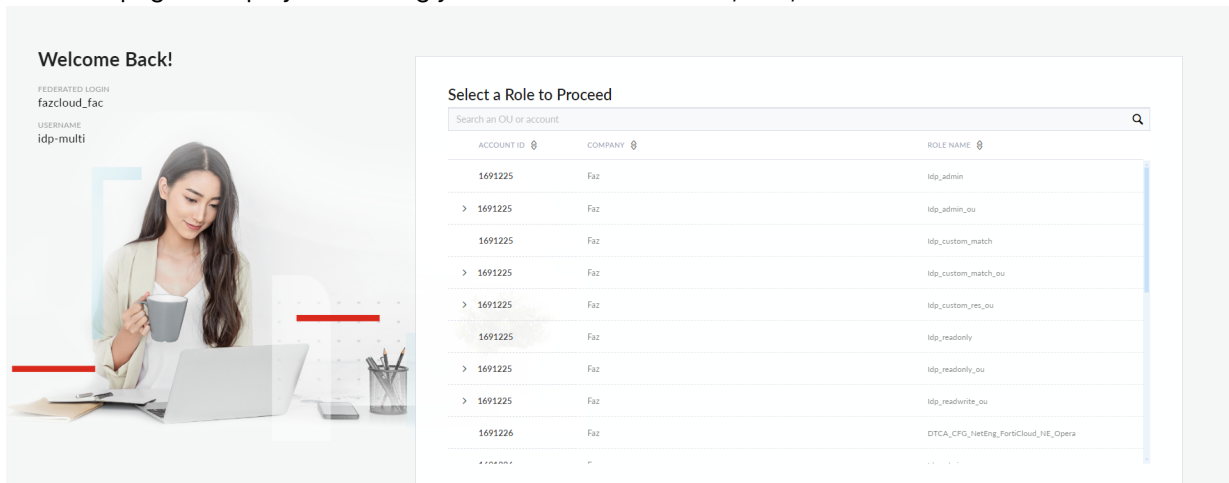 Welcome Back!
FEDERATED LOGIN
fazcloud_fac
USERNAME
idp-multi
Select a Role to Proceed
Search an OU or account
ACCOUNT ID COMPANY ROLE NAME
1691225 Faz Idp_admin
> 1691225 Faz Idp_admin_ou
1691225 Faz Idp_custom_match
> 1691225 Faz Idp_custom_match_ou
> 1691225 Faz Idp_custom_res_ou
1691225 Faz Idp_readonly
> 1691225 Faz Idp_readonly_ou
> 1691225 Faz Idp_readwrite_ou
1691226 Faz DTCA_CFG_NetEng_FortiCloud_NE_Opera